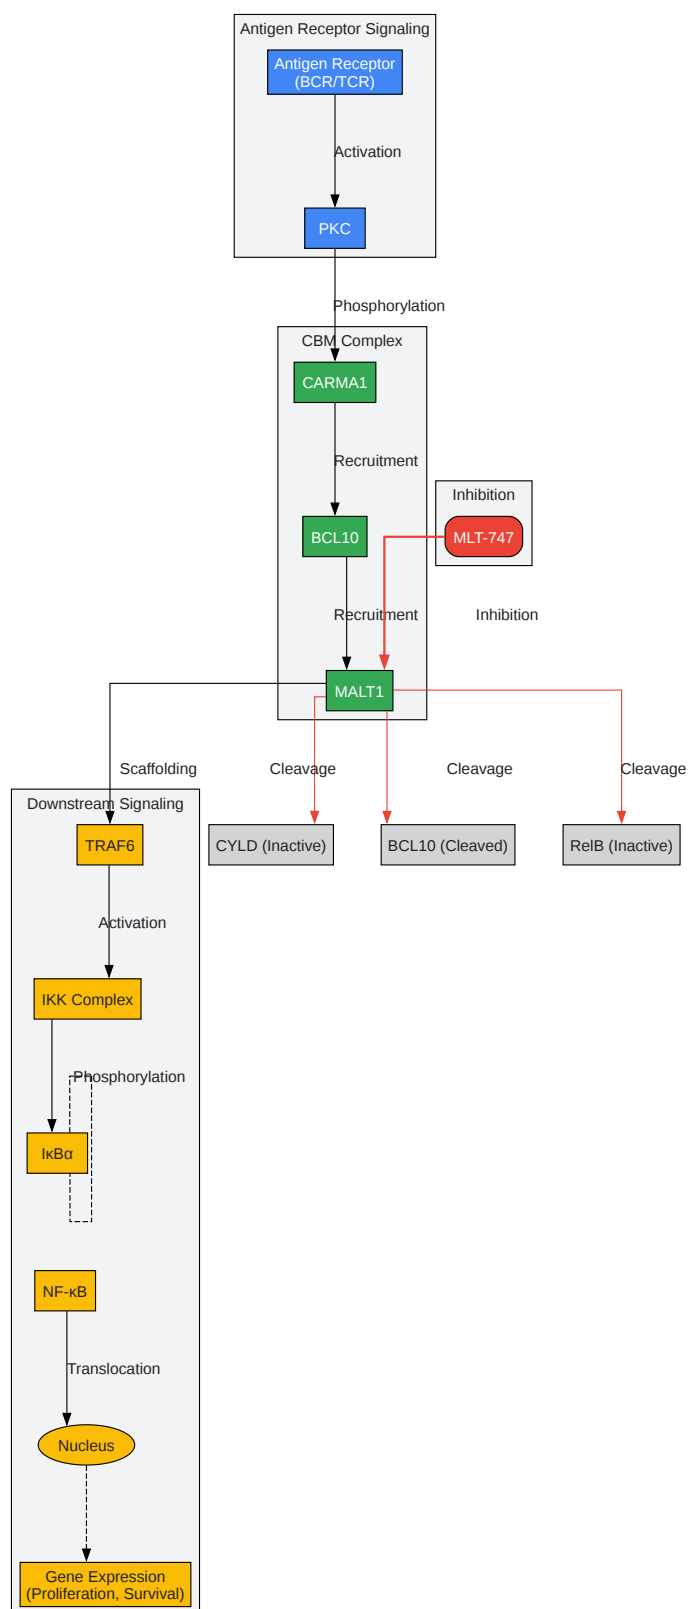 Antigen Receptor Signaling
Antigen Receptor
(BCR/TCR)
Activation
PKC
Phosphorylation
CBM Complex
CARMA1
Recruitment
Inhibition
BCL10
MLT-747
Recruitment
Inhibition
MALT1
Scaffolding
Cleavage
Cleavage
Cleavage
Downstream Signaling
TRAF6
CYLD (Inactive)
BCL10 (Cleaved)
RelB (Inactive)
Activation
IKK Complex
Phosphorylation
IκBα
NF-κB
Translocation
Nucleus
Gene Expression
(Proliferation, Survival)